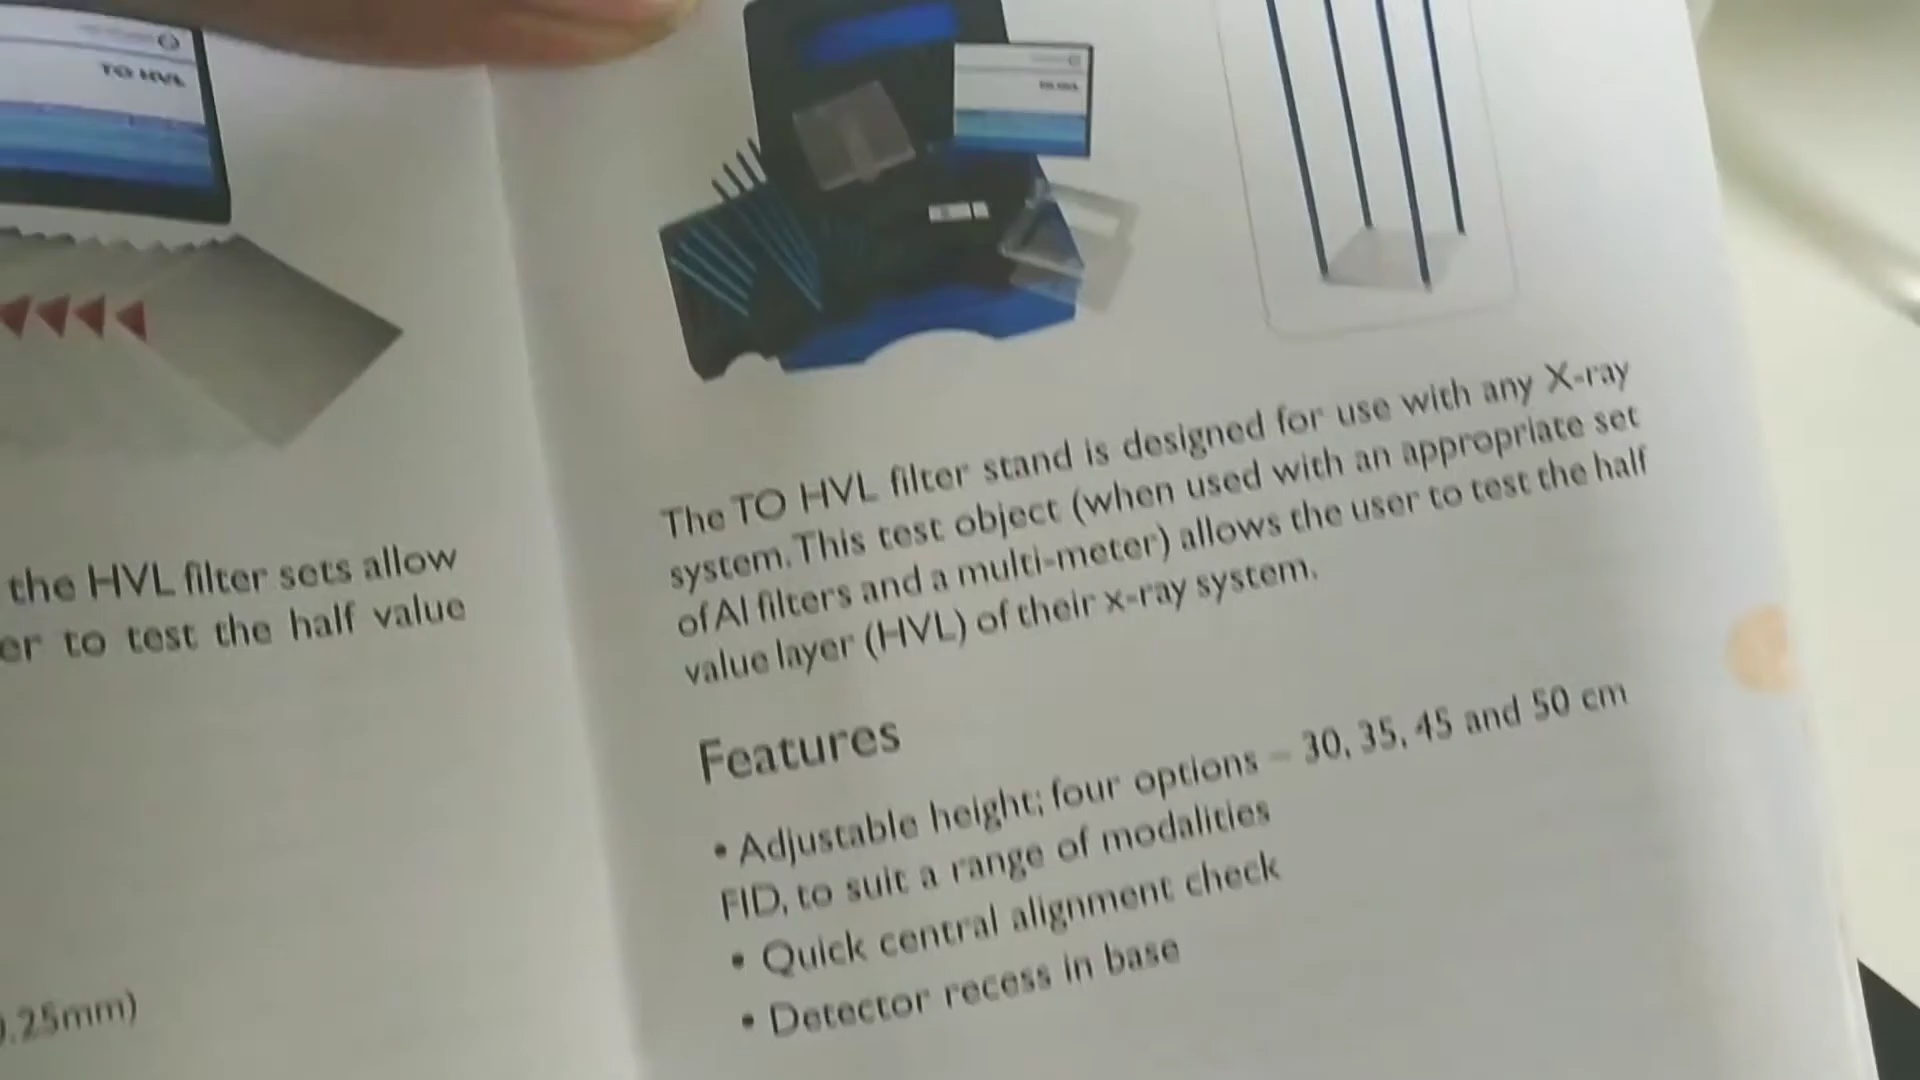 TO HVL
the HVL filter sets allow
er to test the half value
.25mm)
The TO HVL filter stand is designed for use with any X-ray
system. This test object (when used with an appropriate set
of Al filters and a multi-meter) allows the user to test the half
value layer (HVL) of their x-ray system.
Features
• Adjustable height; four options – 30, 35, 45 and 50 cm
FID, to suit a range of modalities
• Quick central alignment check
• Detector recess in base